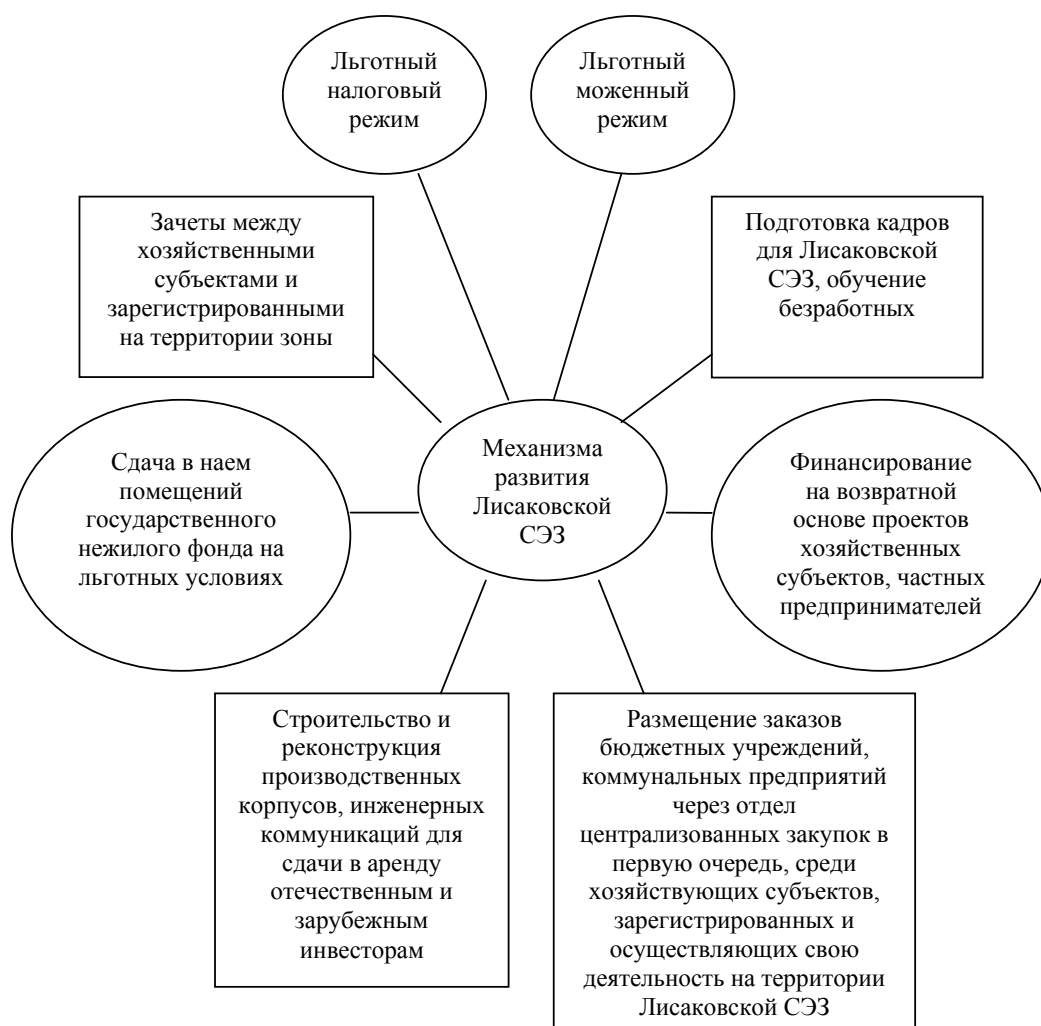 Льготный
налоговый
режим
Льготный
моженный
режим
Зачеты между
хозяйственными
субъектами и
зарегистрированными
на территории зоны
Подготовка кадров
для Лисаковской
СЭЗ, обучение
безработных
Сдача в наем
помещений
государственного
нежилого фонда на
льготных условиях
Механизма
развития
Лисаковской
СЭЗ
Финансирование
на возвратной
основе проектов
хозяйственных
субъектов, частных
предпринимателей
Строительство и
реконструкция
производственных
корпусов, инженерных
коммуникаций для
сдачи в аренду
отечественным и
зарубежным
инвесторам
Размещение заказов
бюджетных учреждений,
коммунальных предприятий
через отдел
централизованных закупок в
первую очередь, среди
хозяйствующих субъектов,
зарегистрированных и
осуществляющих свою
деятельность на территории
Лисаковской СЭЗ